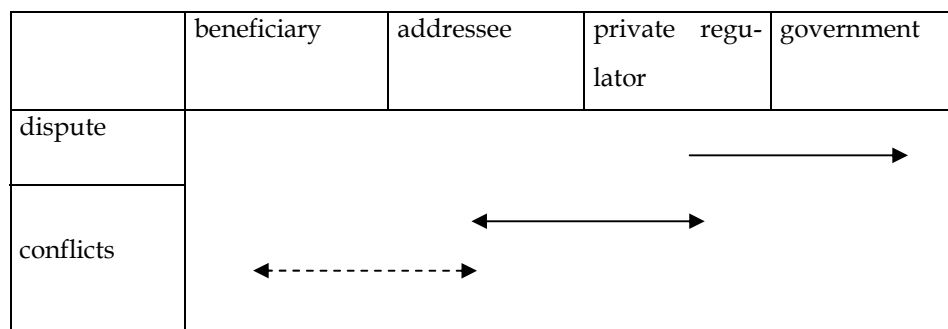 beneficiary addressee private regu- government
lator
dispute
conflicts